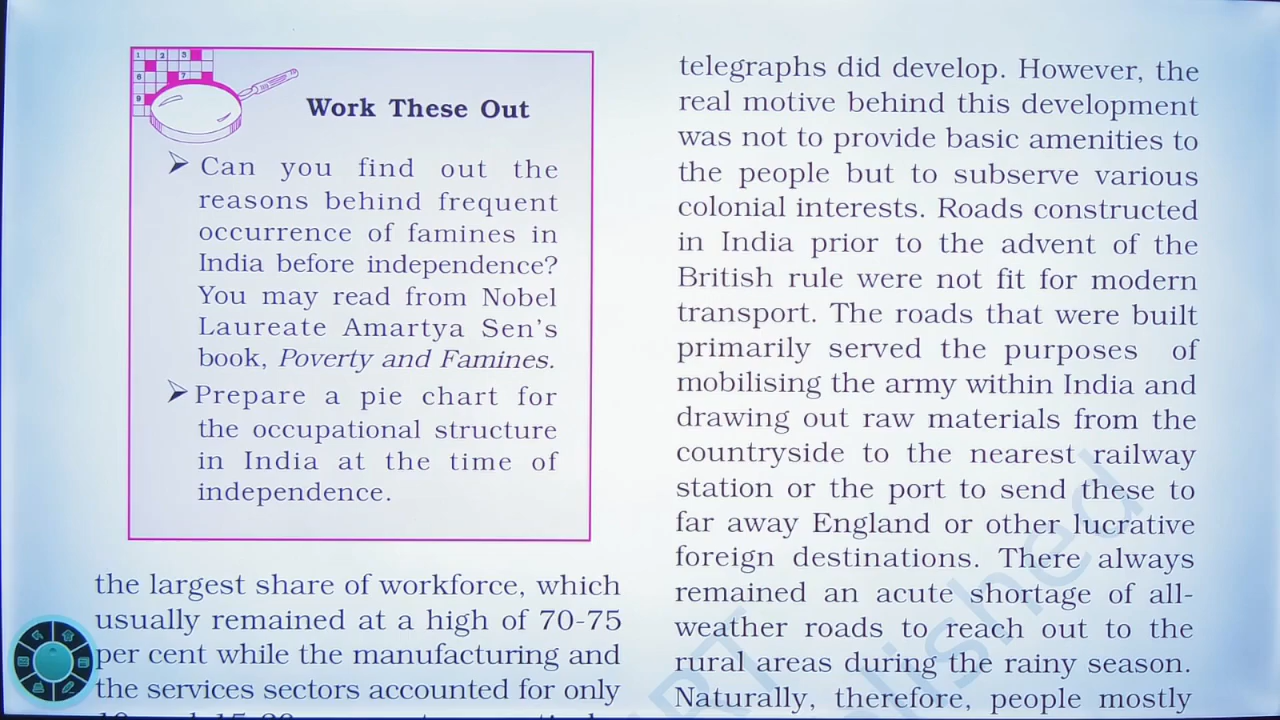 Work These Out
Can you find out the
reasons behind frequent
occurrence of famines in
India before independence?
You may read from Nobel
Laureate Amartya Sen's
book, Poverty and Famines.
Prepare a pie chart for
the occupational structure
in India at the time of
independence.
the largest share of workforce, which
usually remained at a high of 70-75
per cent while the manufacturing and
the services sectors accounted for only
telegraphs did develop. However, the
real motive behind this development
was not to provide basic amenities to
the people but to subserve various
colonial interests. Roads constructed
in India prior to the advent of the
British rule were not fit for modern
transport. The roads that were built
primarily served the purposes of
mobilising the army within India and
drawing out raw materials from the
countryside to the nearest railway
station or the port to send these to
far away England or other lucrative
foreign destinations. There always
remained an acute shortage of all-
weather roads to reach out to the
rural areas during the rainy season.
Naturally, therefore, people mostly